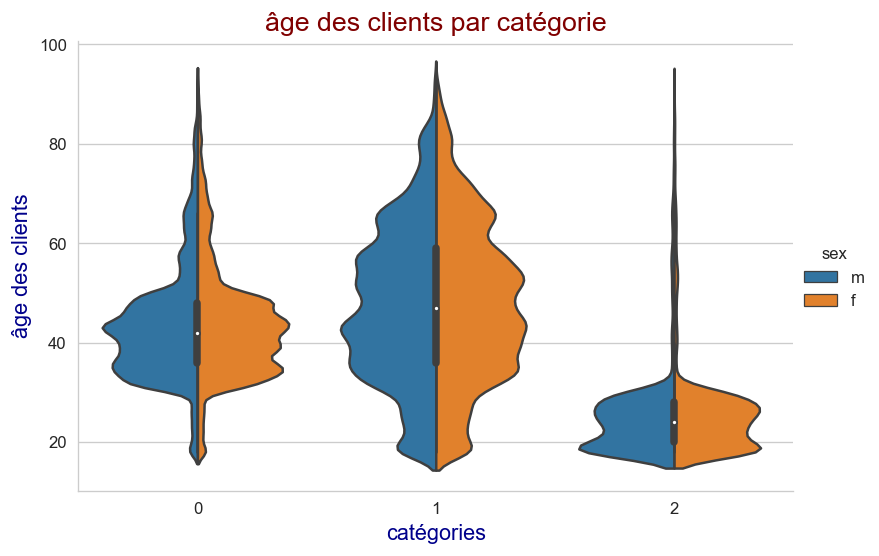 âge des clients par catégorie
âge des clients
100
80
60
40
20
0
1
2
catégories
sex
m
f